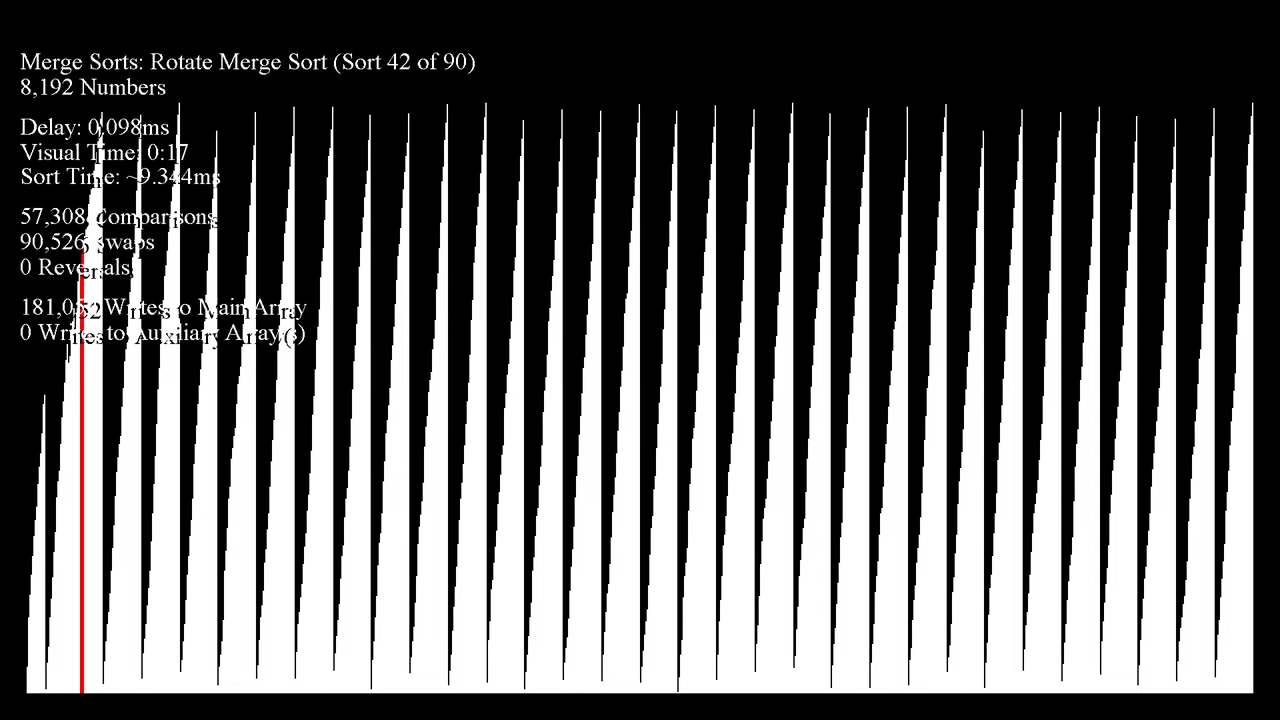 Merge Sorts: Rotate Merge Sort (Sort 42 of 90)
8,192 Numbers
Delay: 0.098ms
Visual Time: 0:17
Sort Time: ~9.344ms
57,308 Comparisons
90,526 Swaps
0 Reversals
181,052 Writes to Main Array
0 Writes to Auxiliary Array(s)